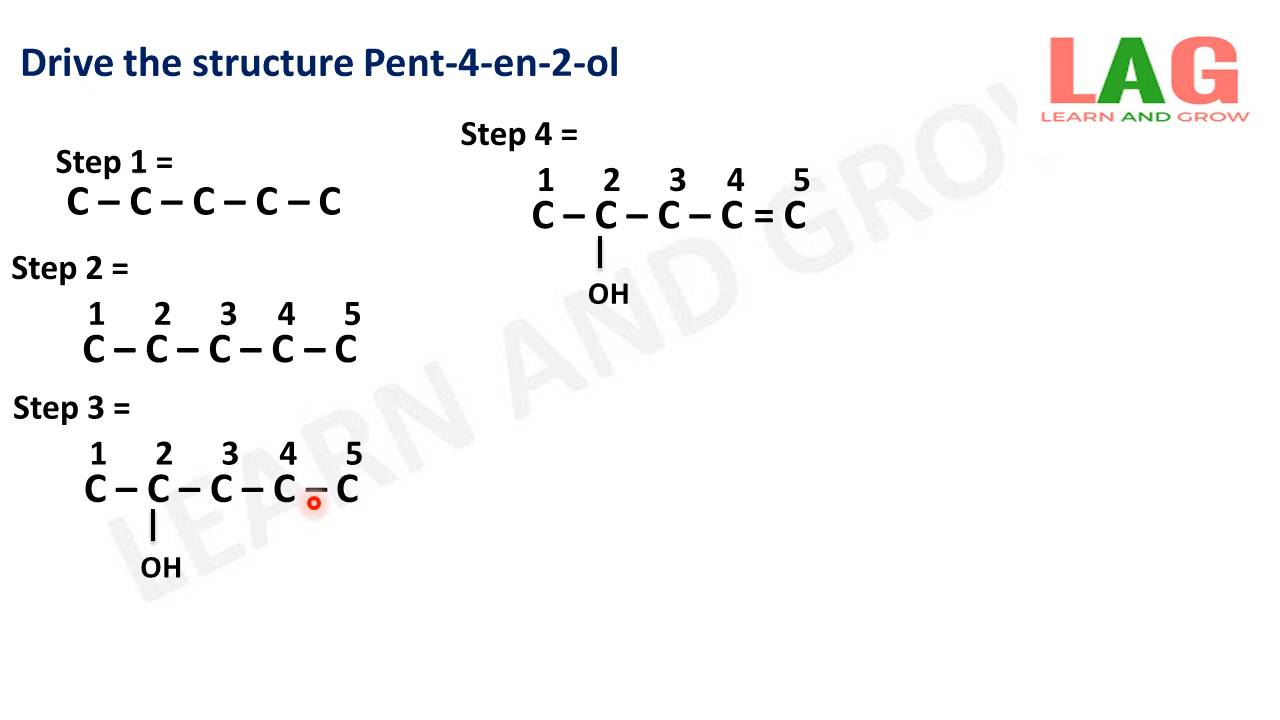 Drive the structure Pent-4-en-2-ol
LAG
LEARN AND GROW
Step 1 =
C – C – C – C – C
Step 2 =
1 2 3 4 5
C – C – C – C – C
Step 3 =
1 2 3 4 5
C – C – C – C – C
|
OH
Step 4 =
1 2 3 4 5
C – C – C – C = C
|
OH
LEARN AND GROW